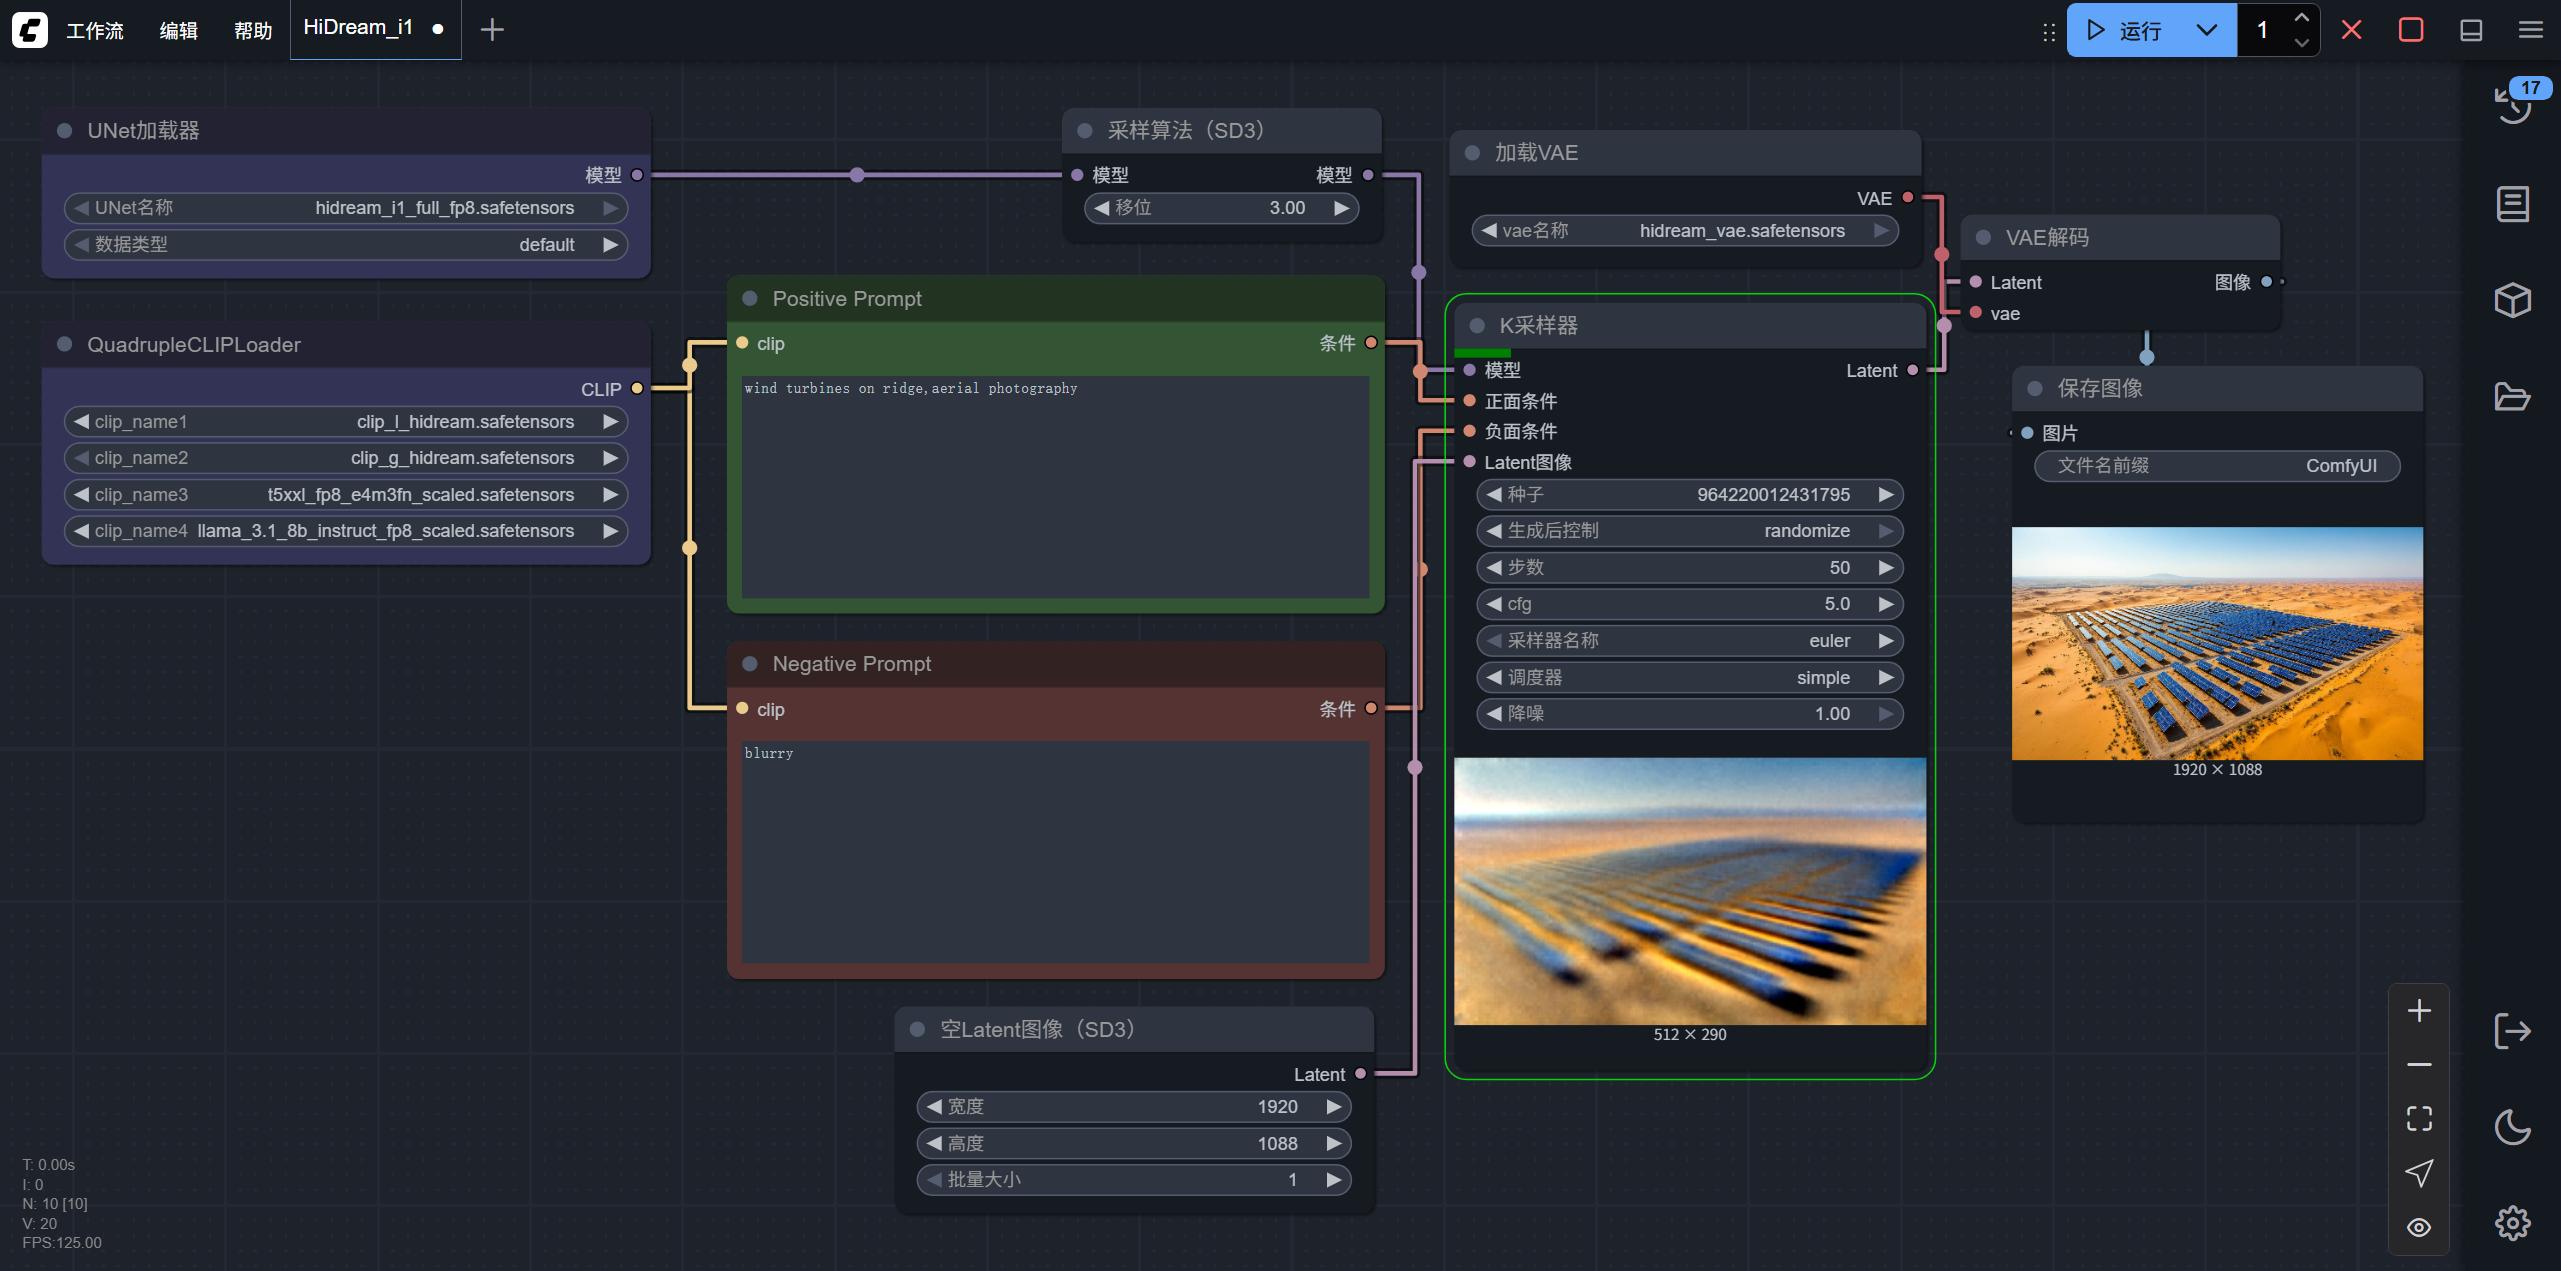 工作流 编辑 帮助 HiDream_i1 运行 1
17
UNet加载器
模型
UNet名称 hidream_i1_full_fp8.safetensors
数据类型 default
QuadrupleCLIPLoader
CLIP
clip_name1 clip_l_hidream.safetensors
clip_name2 clip_g_hidream.safetensors
clip_name3 t5xxl_fp8_e4m3fn_scaled.safetensors
clip_name4 llama_3.1_8b_instruct_fp8_scaled.safetensors
采样算法（SD3）
模型 模型
移位 3.00
Positive Prompt
clip 条件
wind turbines on ridge,aerial photography
Negative Prompt
clip 条件
blurry
空Latent图像（SD3）
Latent
宽度 1920
高度 1088
批量大小 1
加载VAE
VAE
vae名称 hidream_vae.safetensors
K采样器
模型 Latent
正面条件
负面条件
Latent图像
种子 964220012431795
生成后控制 randomize
步数 50
cfg 5.0
采样器名称 euler
调度器 simple
降噪 1.00
512 × 290
VAE解码
Latent 图像
vae
保存图像
图片
文件名前缀 ComfyUI
1920 × 1088
T: 0.00s
I: 0
N: 10 [10]
V: 20
FPS:125.00